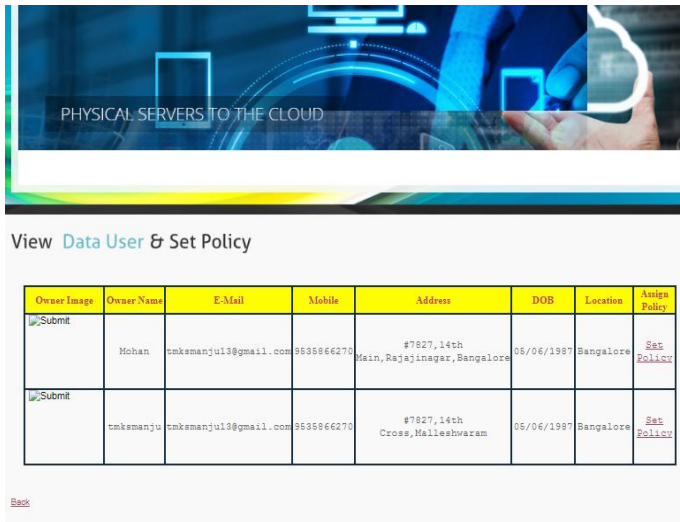 PHYSICAL SERVERS TO THE CLOUD
View Data User & Set Policy
Owner Image Owner Name E-Mail Mobile Address DOB Location Assign Policy
Submit
Mohan tmksmanju13@gmail.com 9535866270 #7827,14th Main,Rajajinagar,Bangalore 05/06/1987 Bangalore Set Policy
Submit
tmksmanju tmksmanju13@gmail.com 9535866270 #7827,14th Cross,Malleshwaram 05/06/1987 Bangalore Set Policy
Back